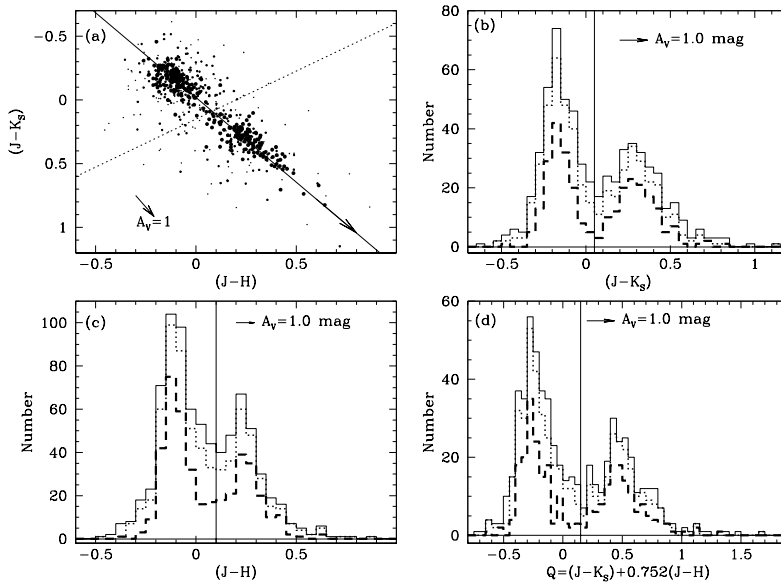 (a)
−0.5
0
0.5
1
(J−K_S)
A_V=1
−0.5 0 0.5
(J−H)
(b)
A_V=1.0 mag
80
60
40
20
0
Number
−0.5 0 0.5 1
(J−K_S)
(c)
A_V=1.0 mag
100
80
60
40
20
0
Number
−0.5 0 0.5
(J−H)
(d)
A_V=1.0 mag
60
40
20
0
Number
−0.5 0 0.5 1 1.5
Q=(J−K_S)+0.752(J−H)